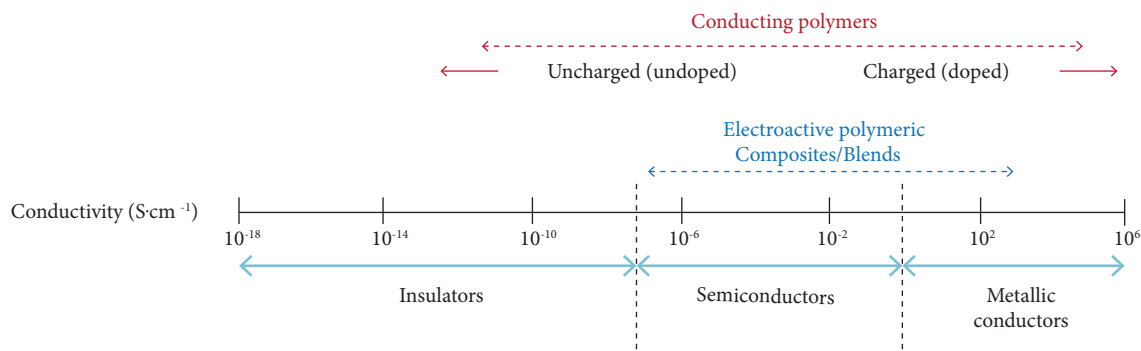 Conducting polymers
Uncharged (undoped)
Charged (doped)
Electroactive polymeric
Composites/Blends
Conductivity (S·cm ⁻¹)
10⁻¹⁸
10⁻¹⁴
10⁻¹⁰
10⁻⁶
10⁻²
10²
10⁶
Insulators
Semiconductors
Metallic
conductors